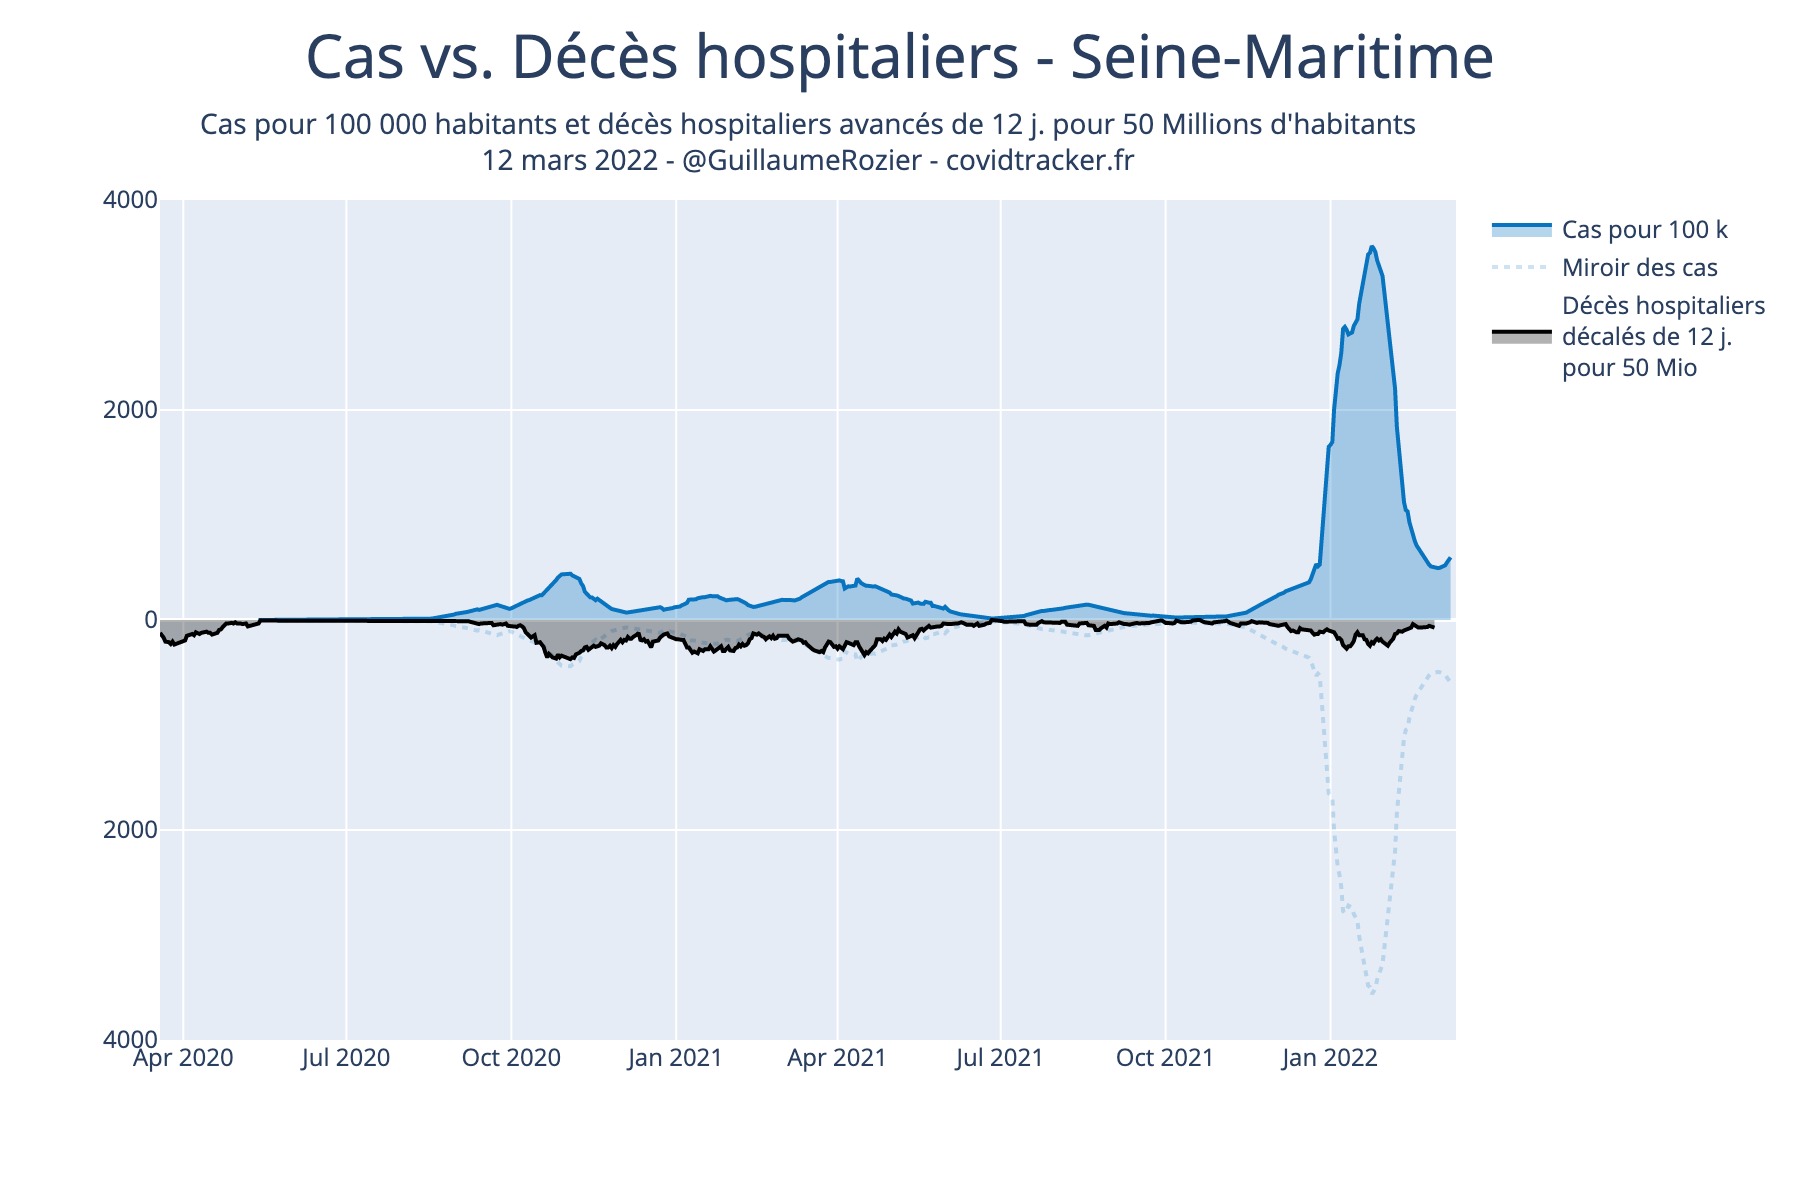 Cas vs. Décès hospitaliers - Seine-Maritime
Cas pour 100 000 habitants et décès hospitaliers avancés de 12 j. pour 50 Millions d'habitants
12 mars 2022 - @GuillaumeRozier - covidtracker.fr
4000
2000
0
2000
4000
Apr 2020
Jul 2020
Oct 2020
Jan 2021
Apr 2021
Jul 2021
Oct 2021
Jan 2022
Cas pour 100 k
Miroir des cas
Décès hospitaliers
décalés de 12 j.
pour 50 Mio